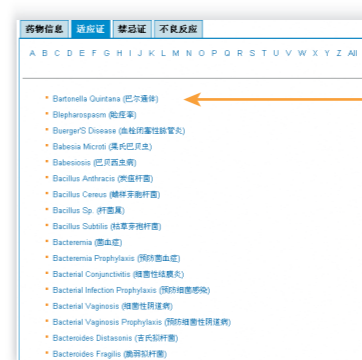 药物信息 适应证 禁忌证 不良反应
A B C D E F G H I J K L M N O P Q R S T U V W X Y Z All
Bartonella Quintana (巴尔通体)
Blepharospasm (睑痉挛)
Buerger'S Disease (血栓闭塞性脉管炎)
Babesia Microti (果氏巴贝虫)
Babesiosis (巴贝西虫病)
Bacillus Anthracis (炭疽杆菌)
Bacillus Cereus (蜡样芽胞杆菌)
Bacillus Sp. (杆菌属)
Bacillus Subtilis (枯草芽孢杆菌)
Bacteremia (菌血症)
Bacteremia Prophylaxis (预防菌血症)
Bacterial Conjunctivitis (细菌性结膜炎)
Bacterial Infection Prophylaxis (预防细菌感染)
Bacterial Vaginosis (细菌性阴道病)
Bacterial Vaginosis Prophylaxis (预防细菌性阴道病)
Bacteroides Distasonis (吉氏拟杆菌)
Bacteroides Fragilis (脆弱拟杆菌)